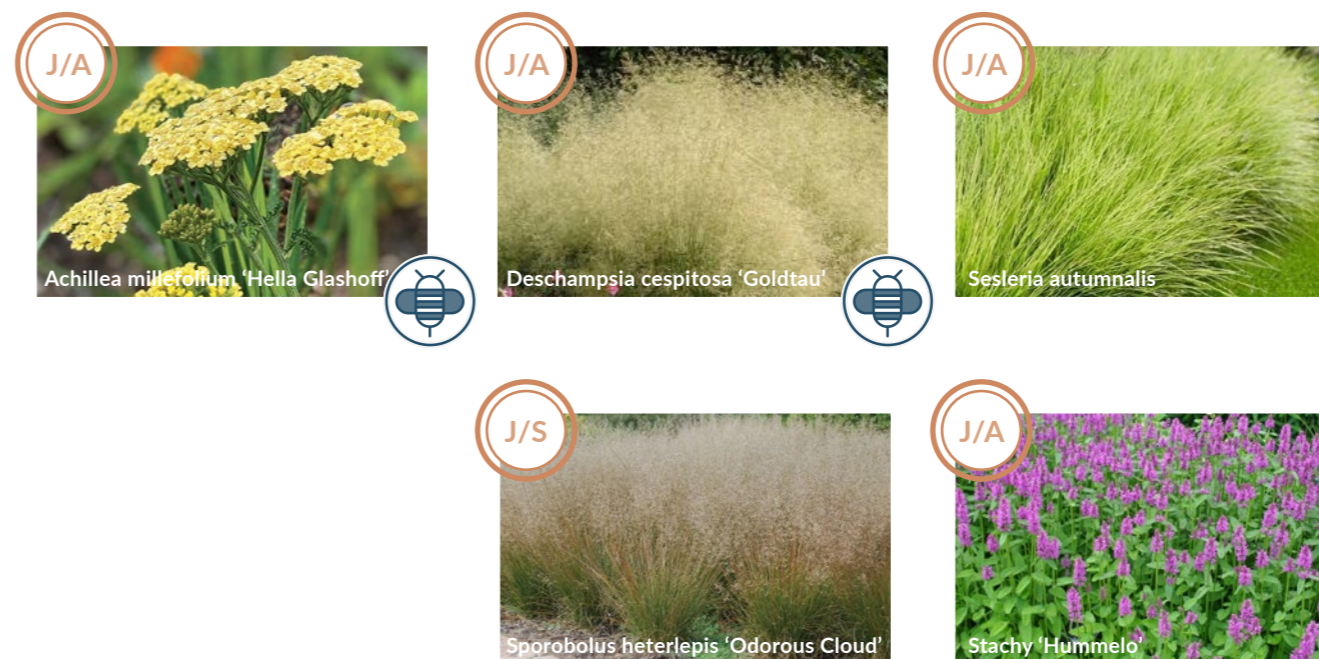 J/A
J/A
J/A
Achillea millefolium ‘Hella Glashoff’
Deschampsia cespitosa ‘Goldtau’
Sesleria autumnalis
J/S
J/A
Sporobolus heterlepis ‘Odorous Cloud’
Stachy ‘Hummelo’